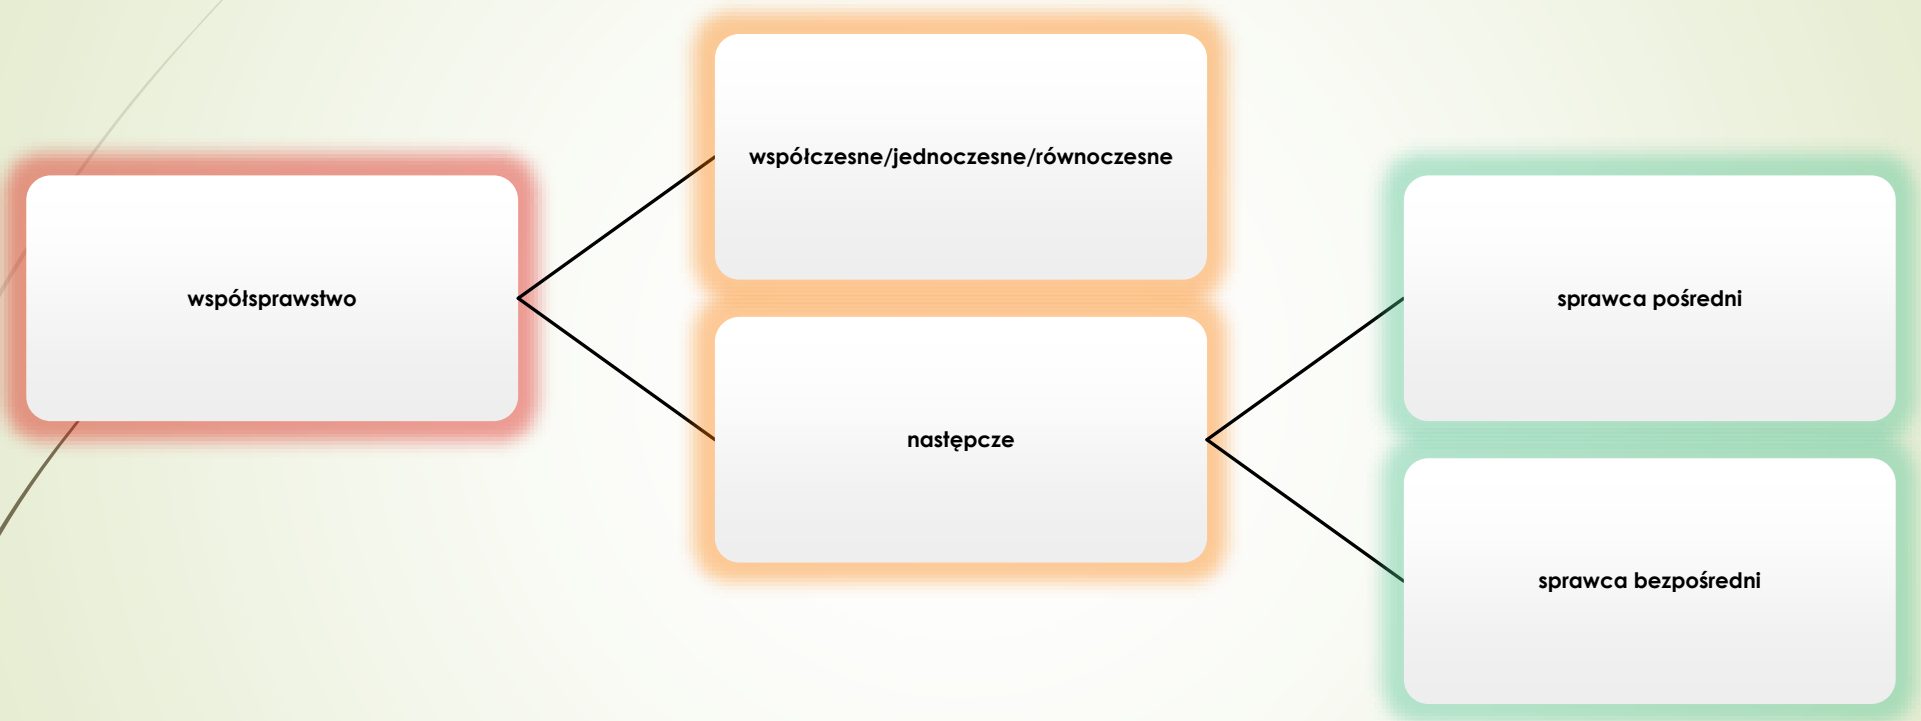 współsprawstwo
współczesne/jednoczesne/równoczesne
następcze
sprawca pośredni
sprawca bezpośredni